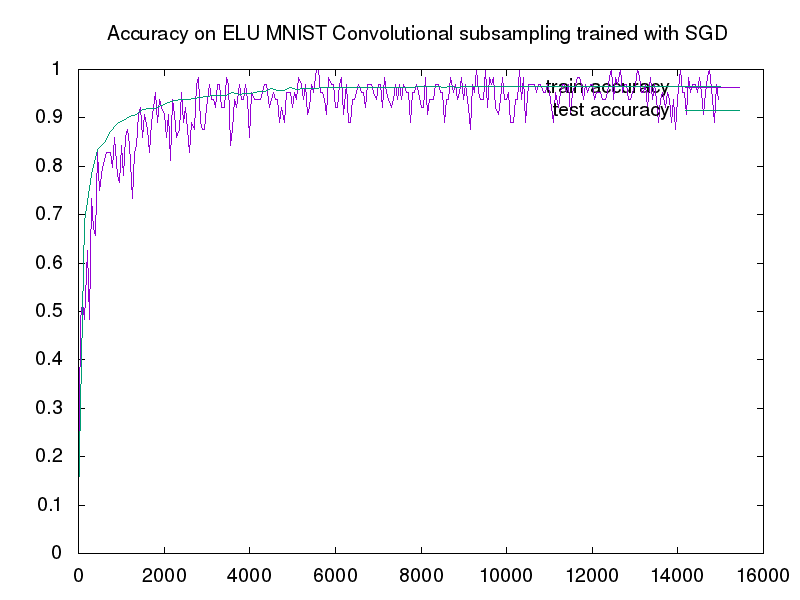 Accuracy on ELU MNIST Convolutional subsampling trained with SGD
1
train accuracy
0.9
test accuracy
0.8
0.7
0.6
0.5
0.4
0.3
0.2
0.1
0
0 2000 4000 6000 8000 10000 12000 14000 16000